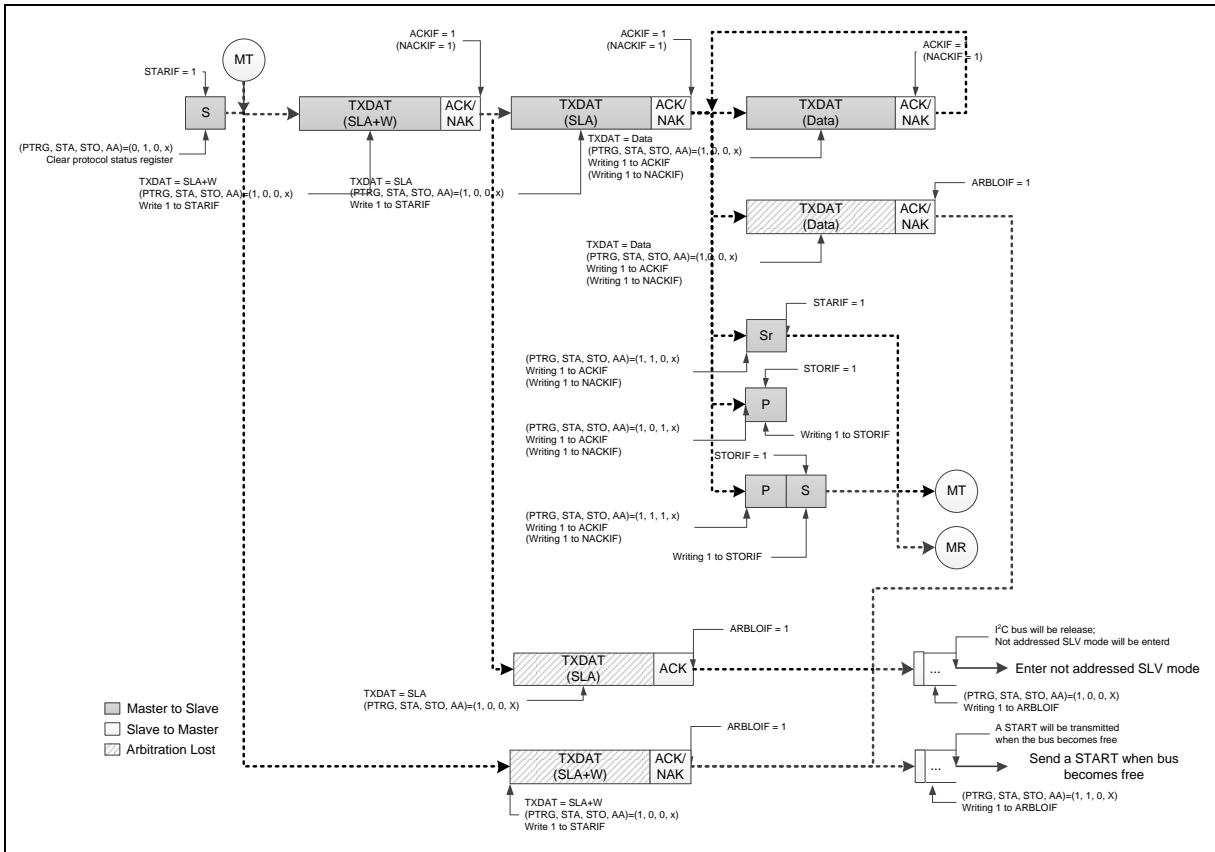 MT
ACKIF = 1
(NACKIF = 1)
ACKIF = 1
(NACKIF = 1)
ACKIF = 1
(NACKIF = 1)
STARIF = 1
S
TXDAT
(SLA+W)
ACK/
NAK
TXDAT
(SLA)
ACK/
NAK
TXDAT
(Data)
ACK/
NAK
(PTRG, STA, STO, AA)=(0, 1, 0, x)
Clear protocol status register
TXDAT = SLA+W
(PTRG, STA, STO, AA)=(1, 0, 0, x)
Write 1 to STARIF
TXDAT = SLA
(PTRG, STA, STO, AA)=(1, 0, 0, x)
Write 1 to STARIF
TXDAT = Data
(PTRG, STA, STO, AA)=(1, 0, 0, x)
Writing 1 to ACKIF
(Writing 1 to NACKIF)
ARBLOIF = 1
TXDAT
(Data)
ACK/
NAK
TXDAT = Data
(PTRG, STA, STO, AA)=(1,0, 0, x)
Writing 1 to ACKIF
(Writing 1 to NACKIF)
STARIF = 1
Sr
(PTRG, STA, STO, AA)=(1, 1, 0, x)
Writing 1 to ACKIF
(Writing 1 to NACKIF)
STORIF = 1
P
(PTRG, STA, STO, AA)=(1, 0, 1, x)
Writing 1 to ACKIF
(Writing 1 to NACKIF)
Writing 1 to STORIF
STORIF = 1
P
S
MT
(PTRG, STA, STO, AA)=(1, 1, 1, x)
Writing 1 to ACKIF
(Writing 1 to NACKIF)
Writing 1 to STORIF
MR
ARBLOIF = 1
TXDAT
(SLA)
ACK
TXDAT = SLA
(PTRG, STA, STO, AA)=(1, 0, 0, X)
I²C bus will be release;
Not addressed SLV mode will be enterd
...
Enter not addressed SLV mode
(PTRG, STA, STO, AA)=(1, 0, 0, X)
Writing 1 to ARBLOIF
Master to Slave
Slave to Master
Arbitration Lost
ARBLOIF = 1
TXDAT
(SLA+W)
ACK/
NAK
TXDAT = SLA+W
(PTRG, STA, STO, AA)=(1, 0, 0, x)
Write 1 to STARIF
A START will be transmitted
when the bus becomes free
...
Send a START when bus
becomes free
(PTRG, STA, STO, AA)=(1, 1, 0, X)
Writing 1 to ARBLOIF